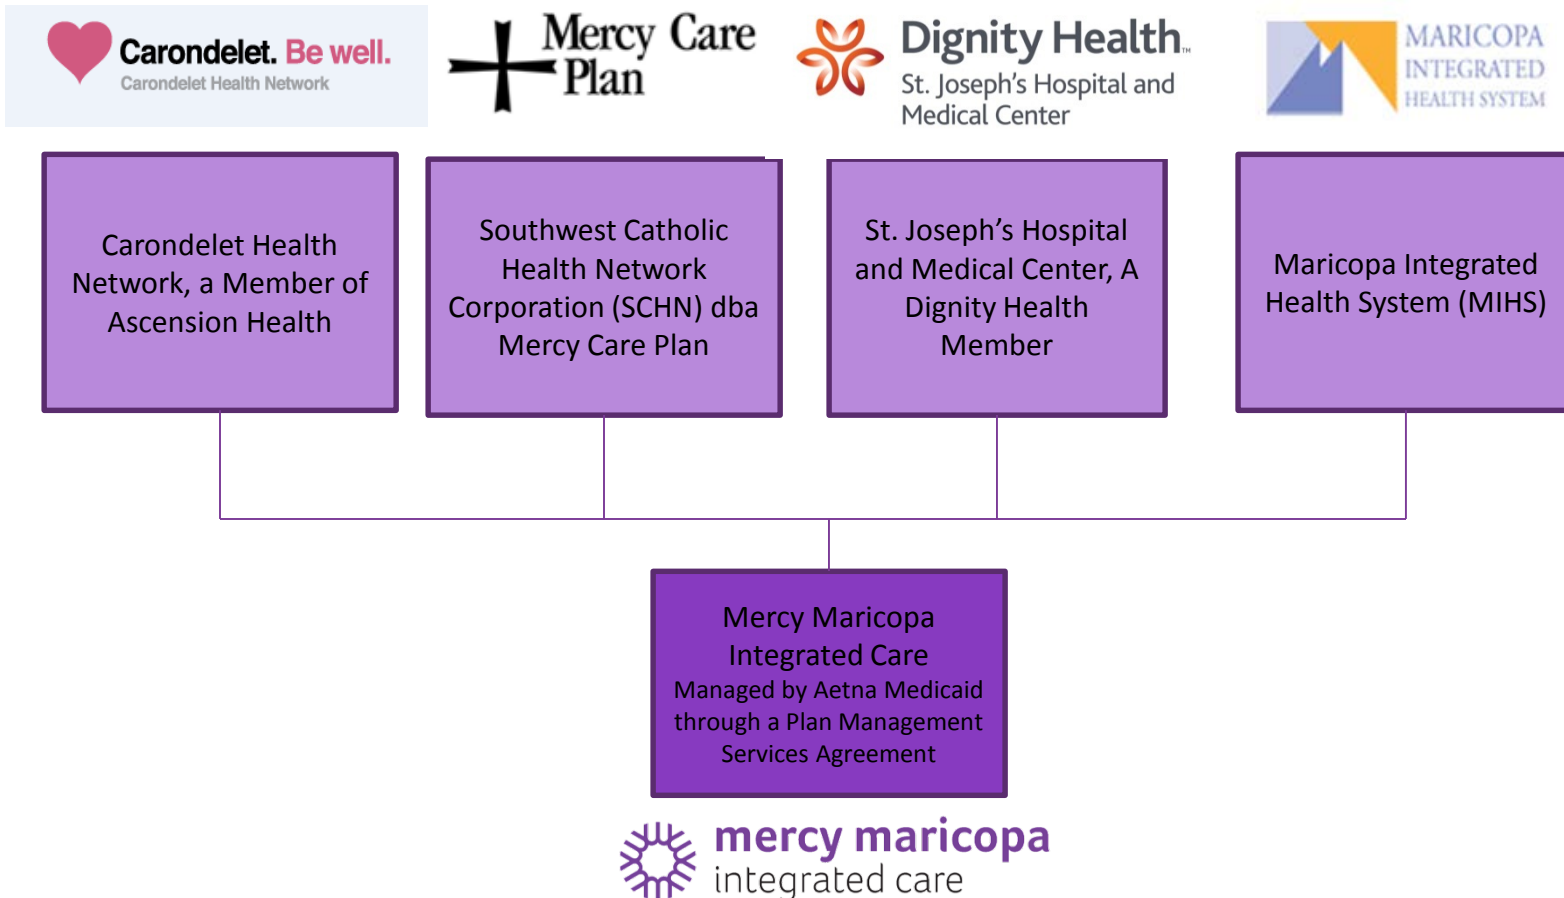 Carondelet. Be well.
Carondelet Health Network
Mercy Care
Plan
Dignity Health™
St. Joseph's Hospital and
Medical Center
MARICOPA
INTEGRATED
HEALTH SYSTEM
Carondelet Health
Network, a Member of
Ascension Health
Southwest Catholic
Health Network
Corporation (SCHN) dba
Mercy Care Plan
St. Joseph's Hospital
and Medical Center, A
Dignity Health
Member
Maricopa Integrated
Health System (MIHS)
Mercy Maricopa
Integrated Care
Managed by Aetna Medicaid
through a Plan Management
Services Agreement
mercy maricopa
integrated care